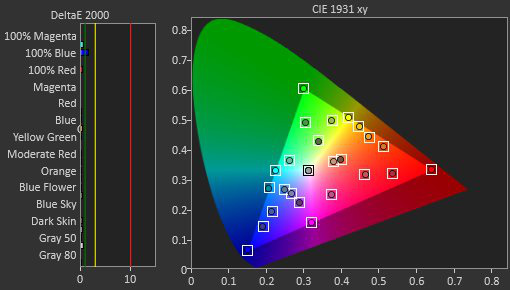 DeltaE 2000
100% Magenta
100% Blue
100% Red
Magenta
Red
Blue
Yellow Green
Moderate Red
Orange
Blue Flower
Blue Sky
Dark Skin
Gray 50
Gray 80
0 10
CIE 1931 xy
0.8
0.7
0.6
0.5
0.4
0.3
0.2
0.1
0
0 0.1 0.2 0.3 0.4 0.5 0.6 0.7 0.8